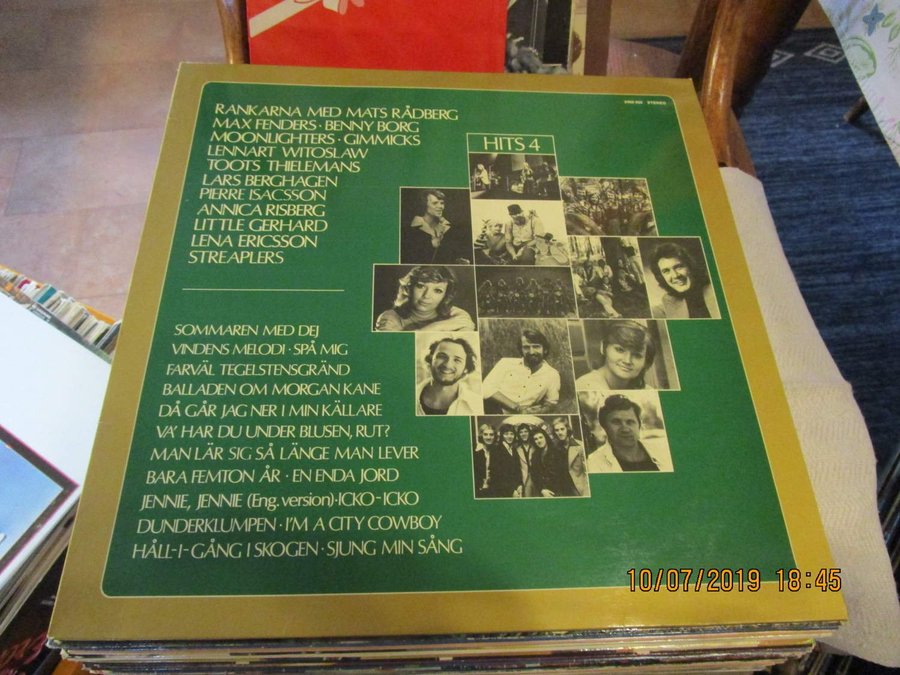 RANKARNA MED MATS RÅDBERG
MAX FENDERS · BENNY BORG
MOONLIGHTERS · GIMMICKS
LENNART WITOSLAW
TOOTS THIELEMANS
LARS BERGHAGEN
PIERRE ISACSSON
ANNICA RISBERG
LITTLE GERHARD
LENA ERICSSON
STREAPLERS
STEREO
HITS 4
SOMMAREN MED DEJ
VINDENS MELODI · SPÅ MIG
FARVÄL TEGELSTENSGRÄND
BALLADEN OM MORGAN KANE
DÅ GÅR JAG NER I MIN KÄLLARE
VA' HAR DU UNDER BLUSEN, RUT?
MAN LÄR SIG SÅ LÄNGE MAN LEVER
BARA FEMTON ÅR · EN ENDA JORD
JENNIE, JENNIE (Eng. version) · ICKO-ICKO
DUNDERKLUMPEN · I'M A CITY COWBOY
HÅLL-I-GÅNG I SKOGEN · SJUNG MIN SÅNG
10/07/2019 18:45